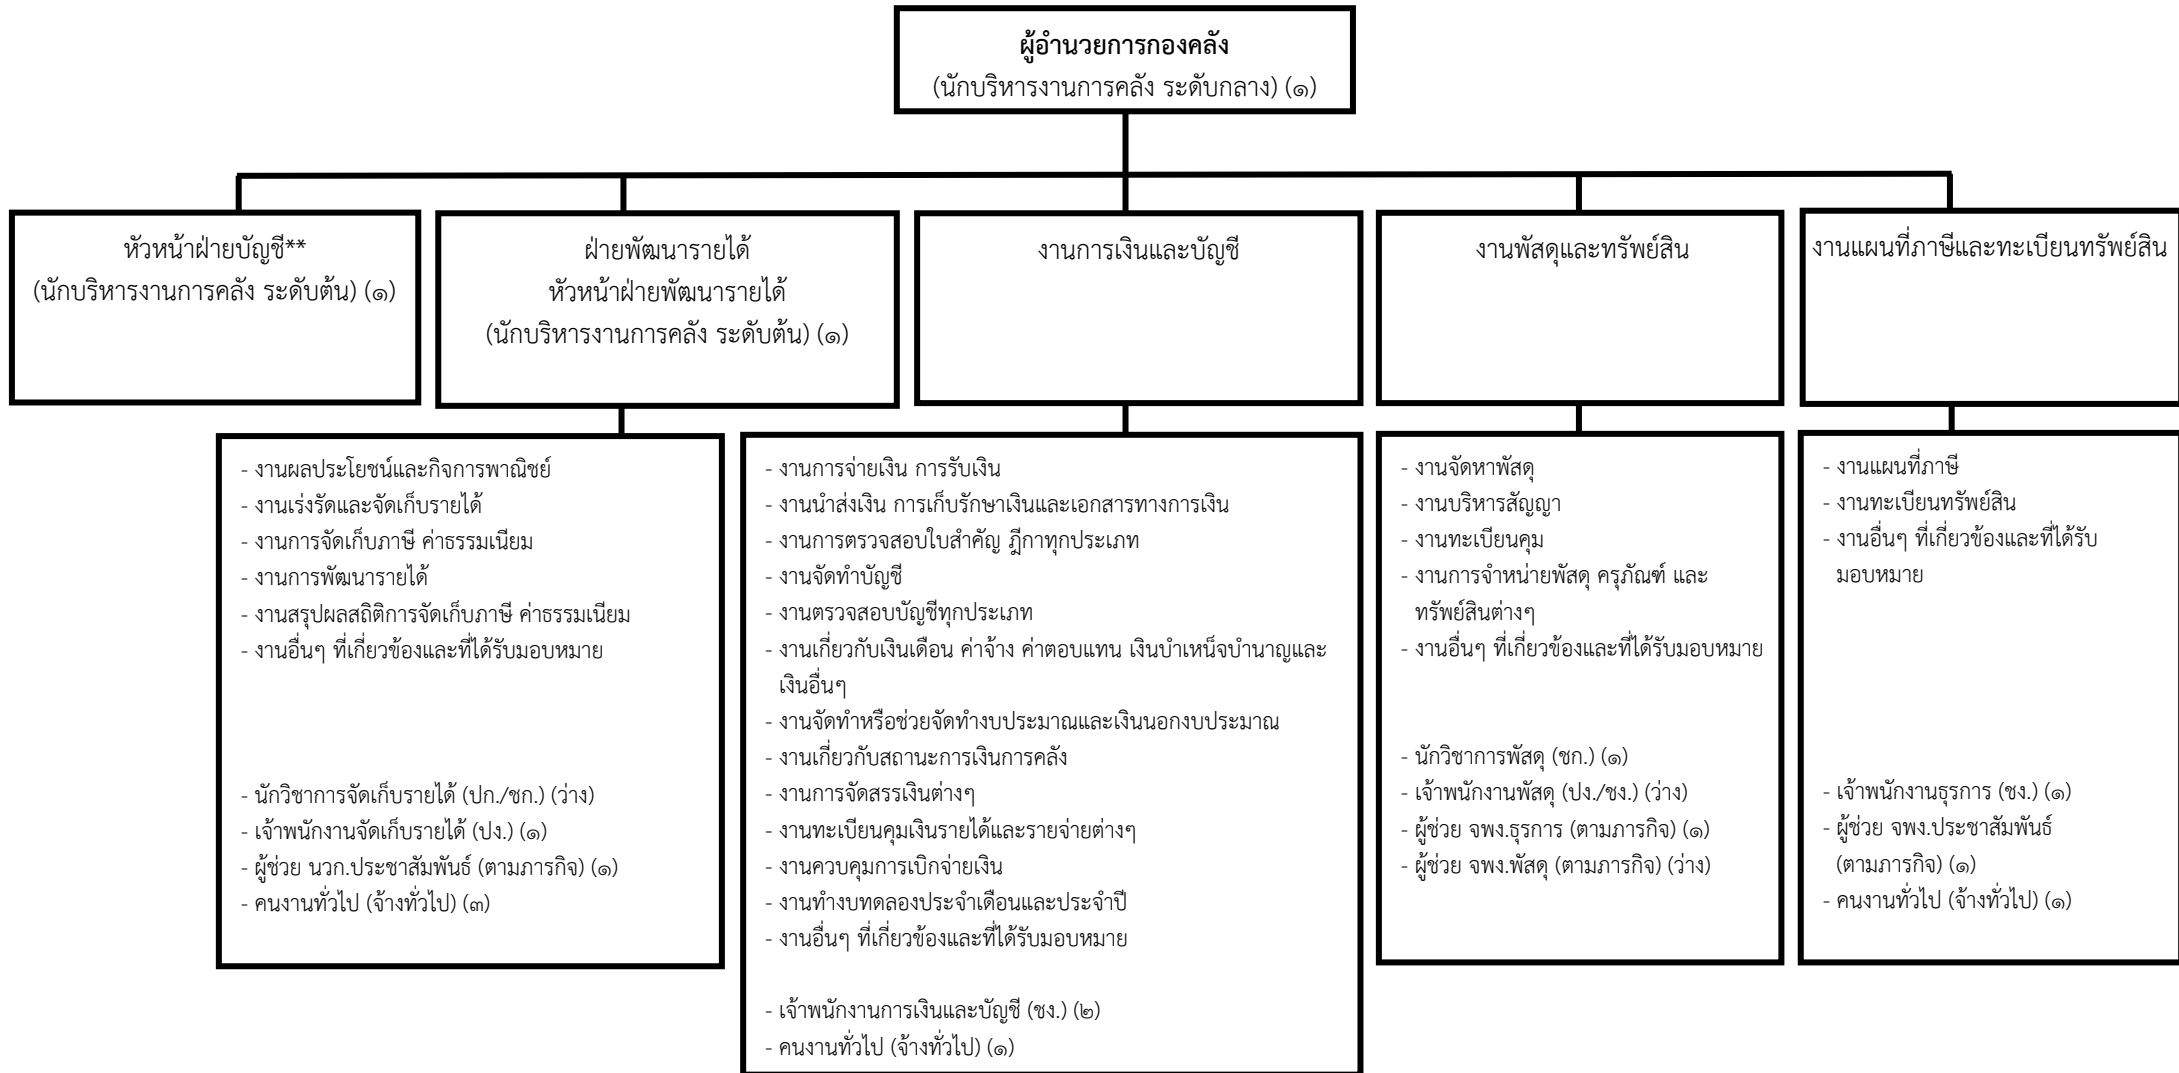 ผู้อำนวยการกองคลัง
(นักบริหารงานการคลัง ระดับกลาง) (๑)
หัวหน้าฝ่ายบัญชี**
(นักบริหารงานการคลัง ระดับต้น) (๑)
ฝ่ายพัฒนารายได้
หัวหน้าฝ่ายพัฒนารายได้
(นักบริหารงานการคลัง ระดับต้น) (๑)
งานการเงินและบัญชี
งานพัสดุและทรัพย์สิน
งานแผนที่ภาษีและทะเบียนทรัพย์สิน
- งานผลประโยชน์และกิจการพาณิชย์
- งานเร่งรัดและจัดเก็บรายได้
- งานการจัดเก็บภาษี ค่าธรรมเนียม
- งานการพัฒนารายได้
- งานสรุปผลสถิติการจัดเก็บภาษี ค่าธรรมเนียม
- งานอื่นๆ ที่เกี่ยวข้องและที่ได้รับมอบหมาย
- นักวิชาการจัดเก็บรายได้ (ปก./ชก.) (ว่าง)
- เจ้าพนักงานจัดเก็บรายได้ (ปง.) (๑)
- ผู้ช่วย นวก.ประชาสัมพันธ์ (ตามภารกิจ) (๑)
- คนงานทั่วไป (จ้างทั่วไป) (๓)
- งานการจ่ายเงิน การรับเงิน
- งานนำส่งเงิน การเก็บรักษาเงินและเอกสารทางการเงิน
- งานการตรวจสอบใบสำคัญ ฎีกาทุกประเภท
- งานจัดทำบัญชี
- งานตรวจสอบบัญชีทุกประเภท
- งานเกี่ยวกับเงินเดือน ค่าจ้าง ค่าตอบแทน เงินบำเหน็จบำนาญและ
เงินอื่นๆ
- งานจัดทำหรือช่วยจัดทำงบประมาณและเงินนอกงบประมาณ
- งานเกี่ยวกับสถานะการเงินการคลัง
- งานการจัดสรรเงินต่างๆ
- งานทะเบียนคุมเงินรายได้และรายจ่ายต่างๆ
- งานควบคุมการเบิกจ่ายเงิน
- งานทำงบทดลองประจำเดือนและประจำปี
- งานอื่นๆ ที่เกี่ยวข้องและที่ได้รับมอบหมาย
- เจ้าพนักงานการเงินและบัญชี (ชง.) (๒)
- คนงานทั่วไป (จ้างทั่วไป) (๑)
- งานจัดหาพัสดุ
- งานบริหารสัญญา
- งานทะเบียนคุม
- งานการจำหน่ายพัสดุ ครุภัณฑ์ และ
ทรัพย์สินต่างๆ
- งานอื่นๆ ที่เกี่ยวข้องและที่ได้รับมอบหมาย
- นักวิชาการพัสดุ (ชก.) (๑)
- เจ้าพนักงานพัสดุ (ปง./ชง.) (ว่าง)
- ผู้ช่วย จพง.ธุรการ (ตามภารกิจ) (๑)
- ผู้ช่วย จพง.พัสดุ (ตามภารกิจ) (ว่าง)
- งานแผนที่ภาษี
- งานทะเบียนทรัพย์สิน
- งานอื่นๆ ที่เกี่ยวข้องและที่ได้รับ
มอบหมาย
- เจ้าพนักงานธุรการ (ชง.) (๑)
- ผู้ช่วย จพง.ประชาสัมพันธ์
(ตามภารกิจ) (๑)
- คนงานทั่วไป (จ้างทั่วไป) (๑)